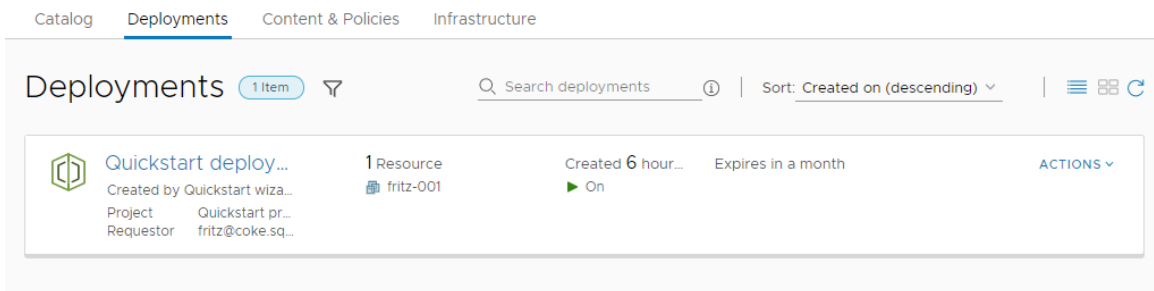 Catalog Deployments Content & Policies Infrastructure
Deployments 1 Item Search deployments Sort: Created on (descending)
Quickstart deploy... 1 Resource Created 6 hour... Expires in a month ACTIONS
Created by Quickstart wiza... fritz-001 On
Project Quickstart pr...
Requestor fritz@coke.sq...